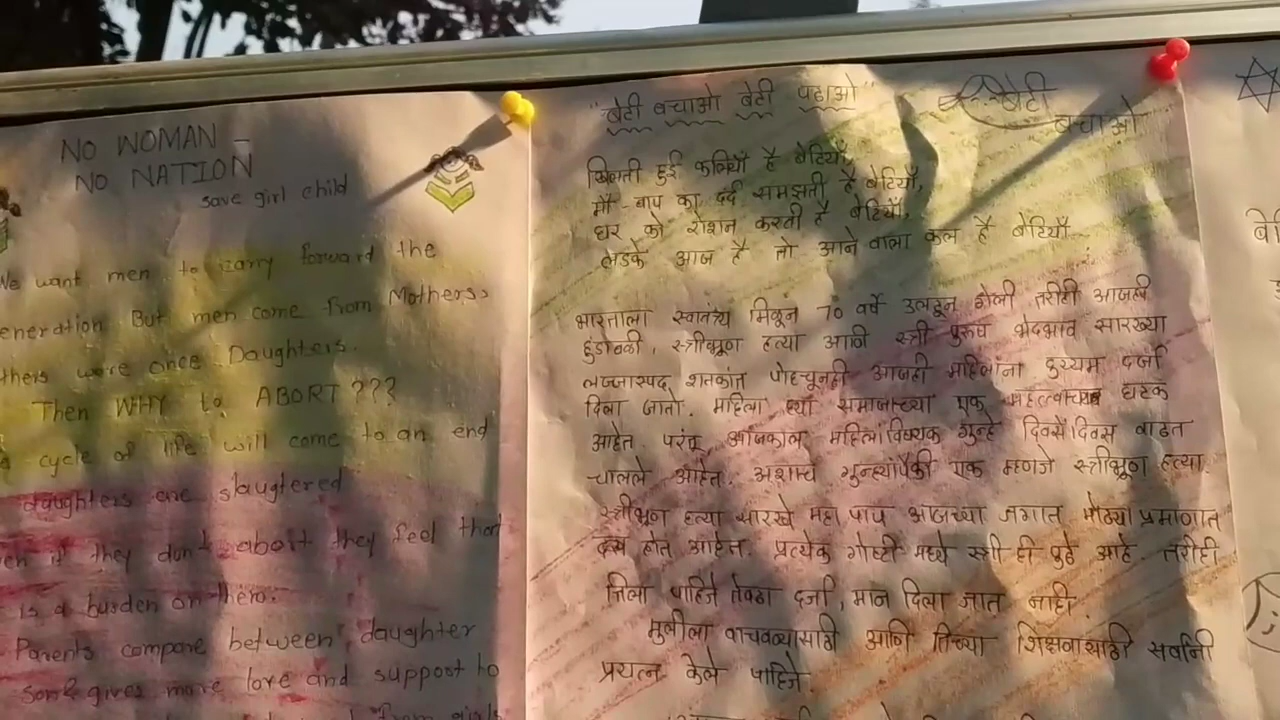 NO WOMAN -
NO NATION
save girl child
We want men to carry forward the
eneration But men come from Mothers,
thers were once Daughters.
Then WHY to ABORT ???
cycle of life will come to an end
daughters are slaugtered
en if they don't abort they feel that
is a burden on them.
Parents compare between daughter
son & gives more love and support to
from girls
"बेटी बचाओ बेटी पढाओ"
बेटी
बचाओ
खिलती हुई कलियाँ है बेटियाँ,
माँ-बाप का दर्द समझती है बेटियाँ,
घर को रोशन करती है बेटियाँ,
लडके आज है तो आने वाला कल है बेटियाँ
भारताला स्वातंत्र्य मिळून 70 वर्षे उलटून गेली तरीही आजही
हुंडाबळी, स्त्रीभ्रूण हत्या आणि स्त्री पुरुष भेदभाव सारख्या
लज्जास्पद शतकांत पोहचूनही आजही महिलांना दुय्यम दर्जा
दिला जातो. महिला ह्या समाजाच्या एक महत्वाच्या घटक
आहेत. परंतू आजकाल महिलांविषयक गुन्हे दिवसेंदिवस वाढत
चालले आहेत. अशाच गुन्ह्यांपैकी एक म्हणजे स्त्रीभ्रूण हत्या.
स्त्रीभ्रूण हत्या सारखे महा पाप आजच्या जगात मोठ्या प्रमाणात
होत आहेत. प्रत्येक गोष्टी मध्ये स्त्री ही पुढे आहे. तरीही
तिला पाहिजे तेवढा दर्जा, मान दिला जात नाही
मुलीला वाचवण्यासाठी आणि तिच्या शिक्षणासाठी सर्वांनी
प्रयत्न केले पाहिजे.